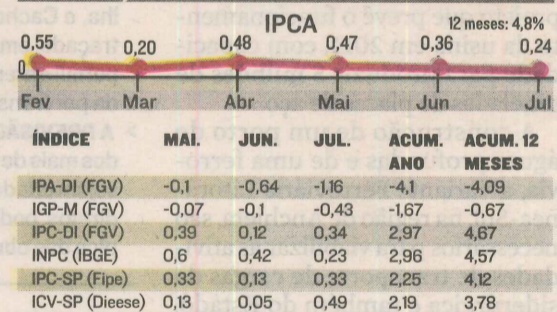 IPCA
12 meses: 4,8%
0,55 0,20 0,48 0,47 0,36 0,24
0
Fev Mar Abr Mai Jun Jul
ÍNDICE MAI. JUN. JUL. ACUM. ANO ACUM. 12 MESES
IPA-DI (FGV) -0,1 -0,64 -1,16 -4,1 -4,09
IGP-M (FGV) -0,07 -0,1 -0,43 -1,67 -0,67
IPC-DI (FGV) 0,39 0,12 0,34 2,97 4,67
INPC (IBGE) 0,6 0,42 0,23 2,96 4,57
IPC-SP (Fipe) 0,33 0,13 0,33 2,25 4,12
ICV-SP (Dieese) 0,13 0,05 0,49 2,19 3,78